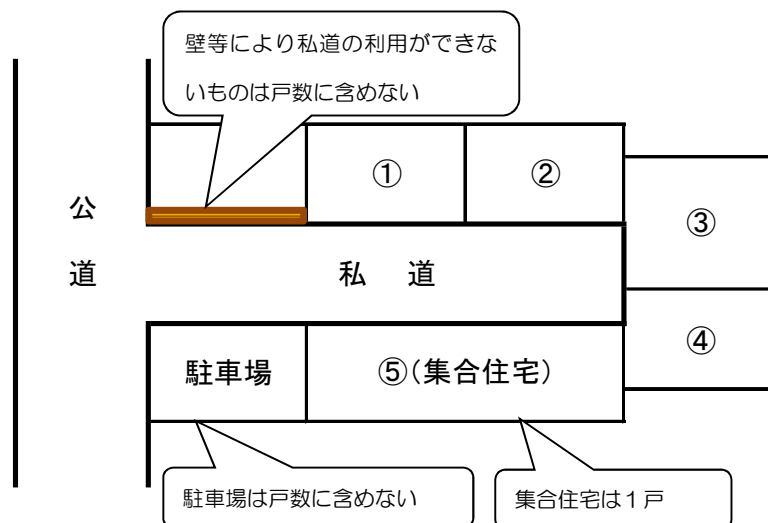 壁等により私道の利用ができな
いものは戸数に含めない
①
②
③
公
道
私 道
④
駐車場
⑤(集合住宅)
駐車場は戸数に含めない
集合住宅は１戸